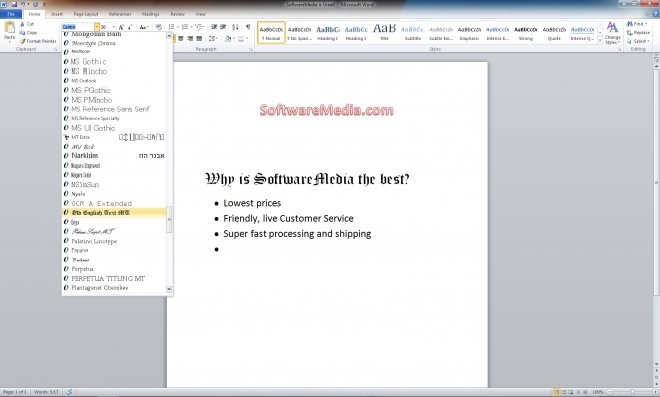 SoftwareMedia is Great! - Microsoft Word
File Home Insert Page Layout References Mailings Review View
Paste
Cut
Copy
Format Painter
Clipboard
Paragraph
AaBbCcDc AaBbCcDc AaBbCc AaBbCc AaB AaBbCc. AaBbCcDc AaBbCcDc AaBbCcDc AaBbCcDc AaBbCcDc AaBbCcDc
¶ Normal ¶ No Spaci... Heading 1 Heading 2 Title Subtitle Subtle Em... Emphasis Intense E... Strong Quote Intense Q...
Change Styles
Styles
Find
Replace
Select
Editing
Mongolian Baiti
Monotype Corsiva
MS Gothic
MS Mincho
MS Outlook
MS PGothic
MS PMincho
MS Reference Sans Serif
MS Reference Specialty
MS UI Gothic
MT Extra
MV Boli
Narkisim אבגד הוז
Niagara Engraved
Niagara Solid
NSimSun
Nyala
OCR A Extended
Old English Text MT
Onyx
Palace Script MT
Palatino Linotype
Papyrus
Parchment
Perpetua
PERPETUA TITLING MT
Plantagenet Cherokee
SoftwareMedia.com
Why is SoftwareMedia the best?
• Lowest prices
• Friendly, live Customer Service
• Super fast processing and shipping
•
Page: 1 of 1 Words: 5/17
100%